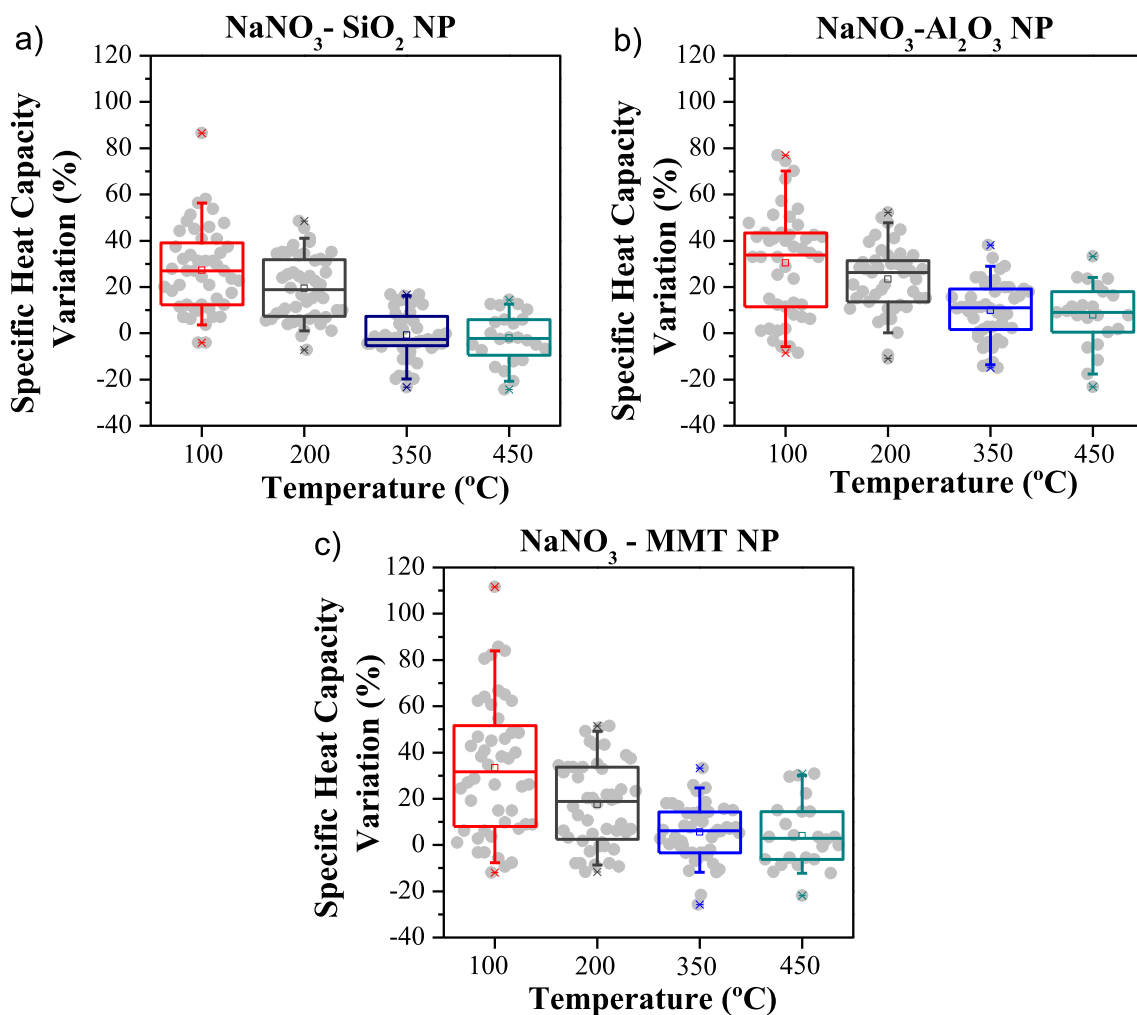 a)
NaNO₃- SiO₂ NP
Specific Heat Capacity
Variation (%)
120
100
80
60
40
20
0
-20
-40
100 200 350 450
Temperature (ºC)
b)
NaNO₃-Al₂O₃ NP
Specific Heat Capacity
Variation (%)
120
100
80
60
40
20
0
-20
-40
100 200 350 450
Temperature (ºC)
c)
NaNO₃ - MMT NP
Specific Heat Capacity
Variation (%)
120
100
80
60
40
20
0
-20
-40
100 200 350 450
Temperature (ºC)